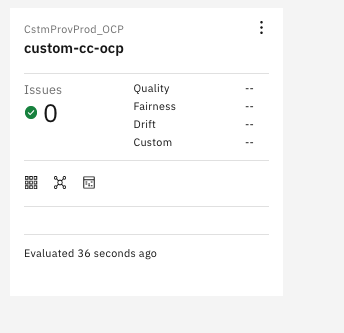 CstmProvProd_OCP
custom-cc-ocp
Issues
0
Quality --
Fairness --
Drift --
Custom --
Evaluated 36 seconds ago